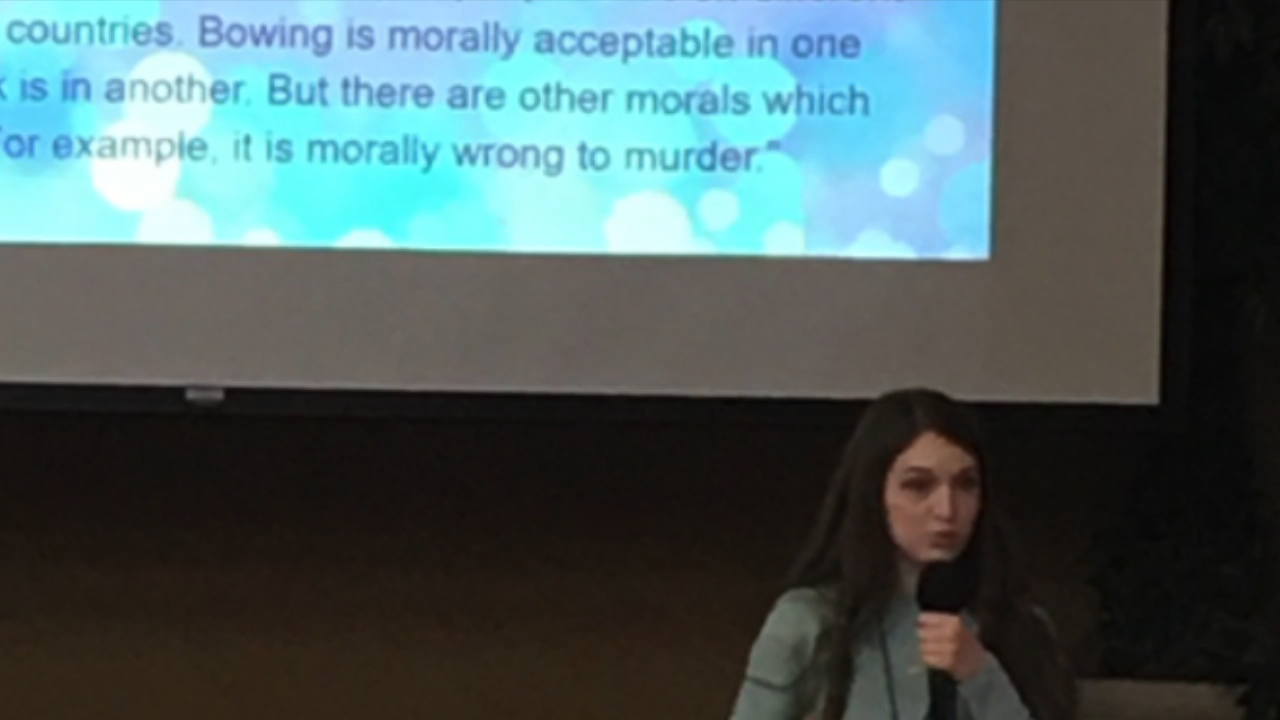 countries. Bowing is morally acceptable in one
is in another. But there are other morals which
or example, it is morally wrong to murder."